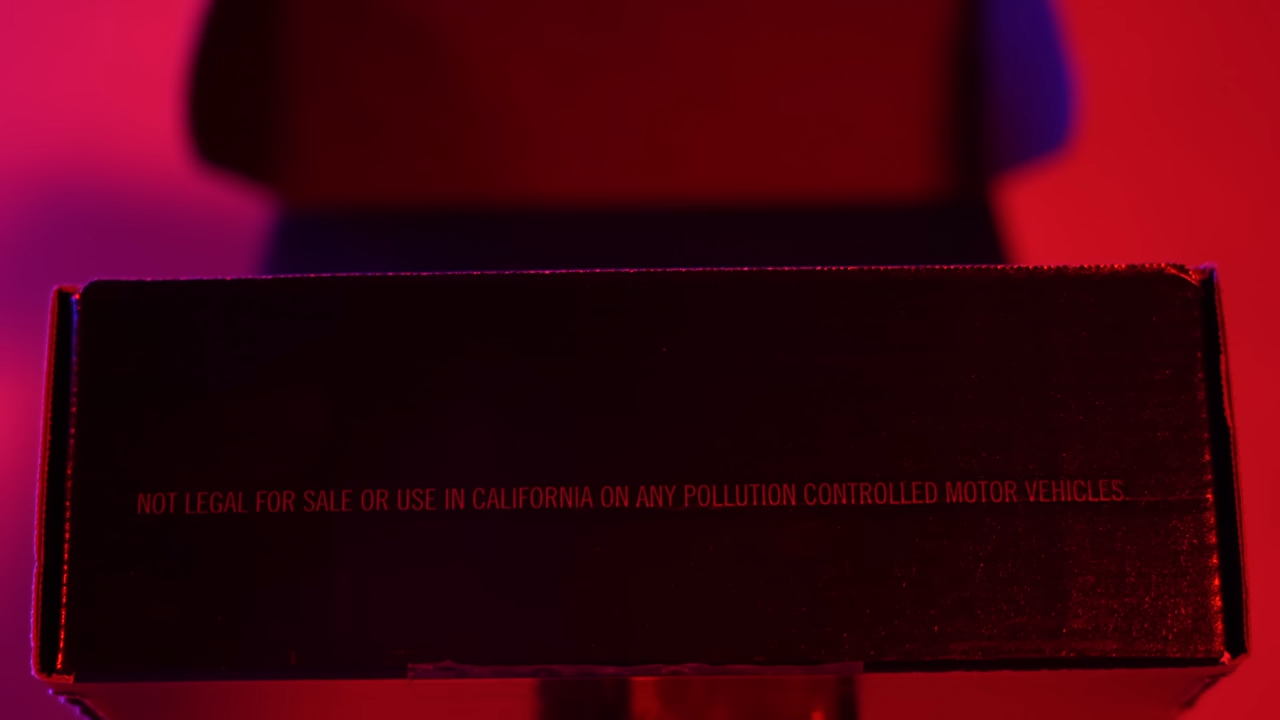 NOT LEGAL FOR SALE OR USE IN CALIFORNIA ON ANY POLLUTION CONTROLLED MOTOR VEHICLES.